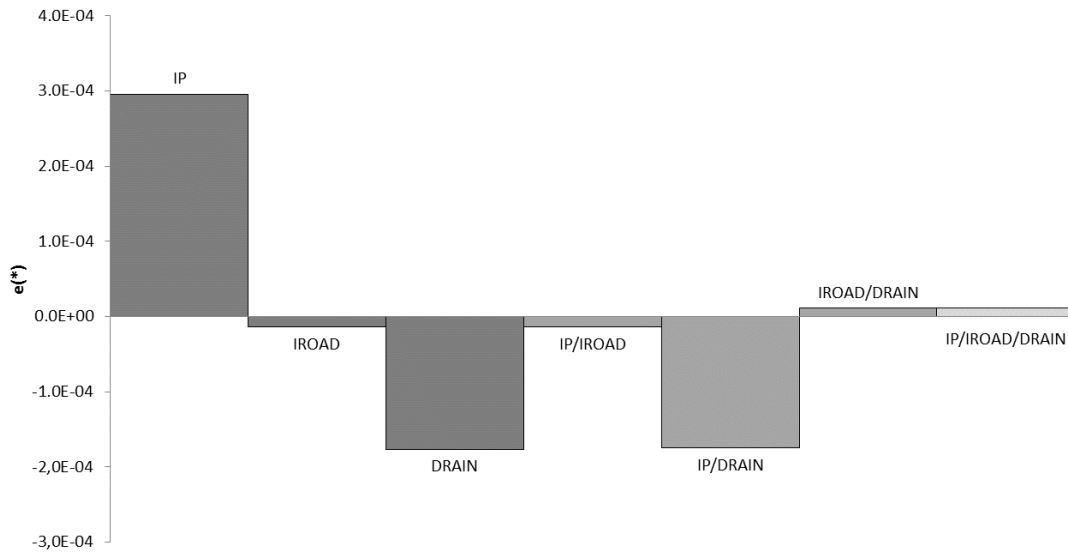 4.0E-04
3.0E-04
2.0E-04
1.0E-04
0.0E+00
-1.0E-04
-2,0E-04
-3,0E-04
e(*)
IP
IROAD
DRAIN
IP/IROAD
IP/DRAIN
IROAD/DRAIN
IP/IROAD/DRAIN